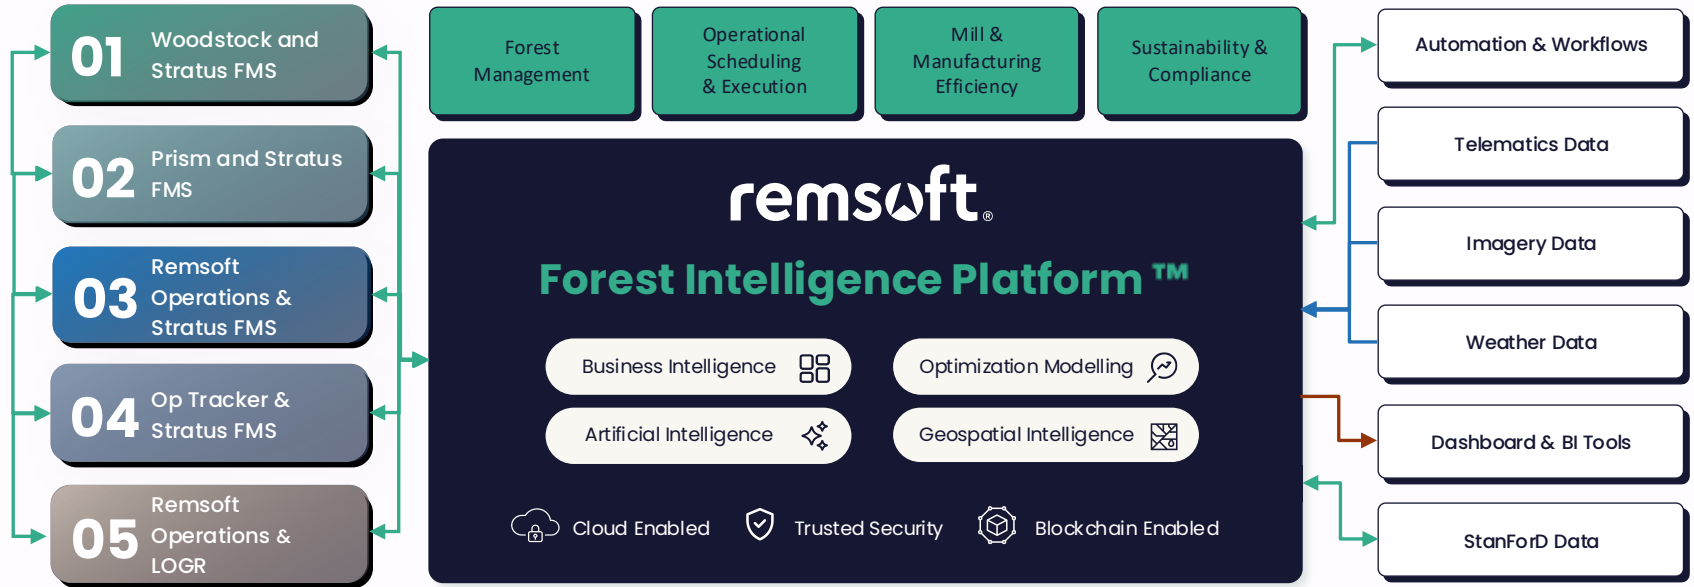 01
Woodstock and
Stratus FMS
02
Prism and Stratus
FMS
03
Remsoft
Operations &
Stratus FMS
04
Op Tracker &
Stratus FMS
05
Remsoft
Operations &
LOGR
Forest
Management
Operational
Scheduling
& Execution
Mill &
Manufacturing
Efficiency
Sustainability &
Compliance
remsoft®
Forest Intelligence Platform ™
Business Intelligence
Optimization Modelling
Artificial Intelligence
Geospatial Intelligence
Cloud Enabled
Trusted Security
Blockchain Enabled
Automation & Workflows
Telematics Data
Imagery Data
Weather Data
Dashboard & BI Tools
StanForD Data